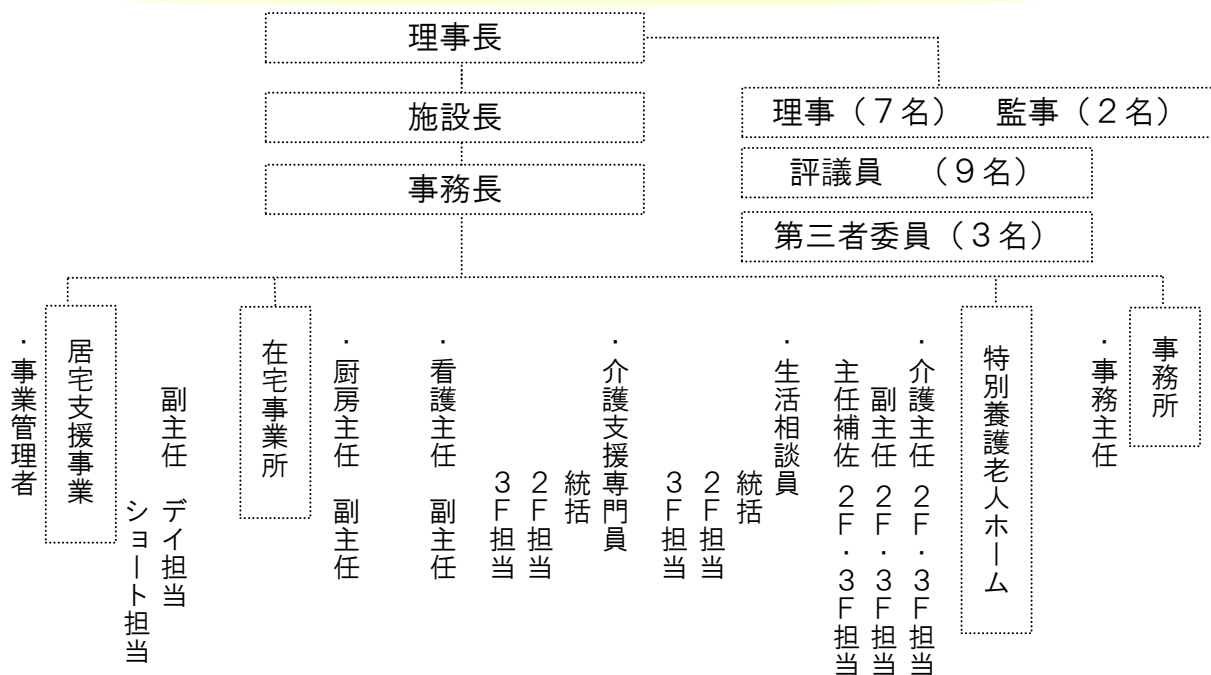 理事長
施設長
事務長
理事（７名）　監事（２名）
評議員　（９名）
第三者委員（３名）
事務所
・事務主任
特別養護老人ホーム
・介護主任　２Ｆ・３Ｆ担当
副主任　２Ｆ・３Ｆ担当
主任補佐　２Ｆ・３Ｆ担当
・生活相談員
統括
２Ｆ担当
３Ｆ担当
・介護支援専門員
統括
２Ｆ担当
３Ｆ担当
・看護主任　副主任
・厨房主任　副主任
在宅事業所
副主任　デイ担当
ショート担当
居宅支援事業
・事業管理者